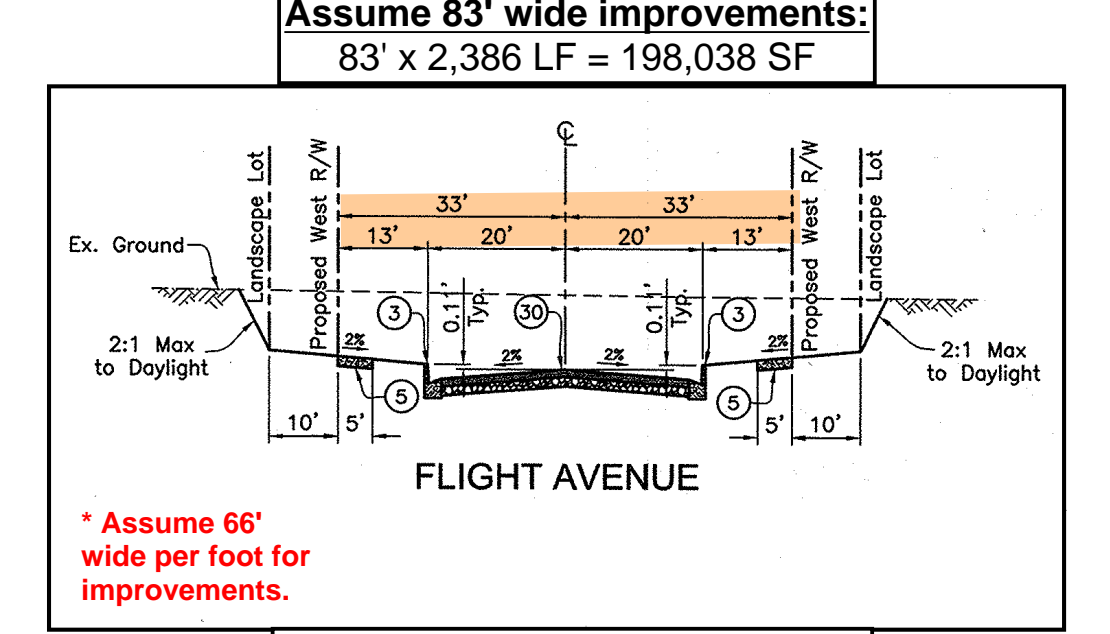 Assume 83' wide improvements:
83' x 2,386 LF = 198,038 SF
℄
Landscape Lot
Proposed West R/W
Proposed West R/W
Landscape Lot
33' 33'
13' 20' 20' 13'
Ex. Ground
3 0.11' Typ. 30 0.11' Typ. 3
2:1 Max
to Daylight
2% 2% 2% 2%
2:1 Max
to Daylight
5 5
10' 5' 5' 10'
FLIGHT AVENUE
* Assume 66'
wide per foot for
improvements.